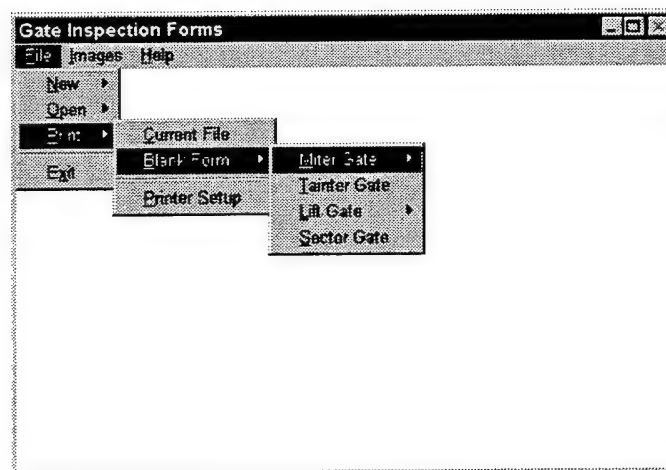 Gate Inspection Forms
File Images Help
New
Open
Print
Exit
Current File
Blank Form
Printer Setup
Miter Gate
Tainter Gate
Lift Gate
Sector Gate